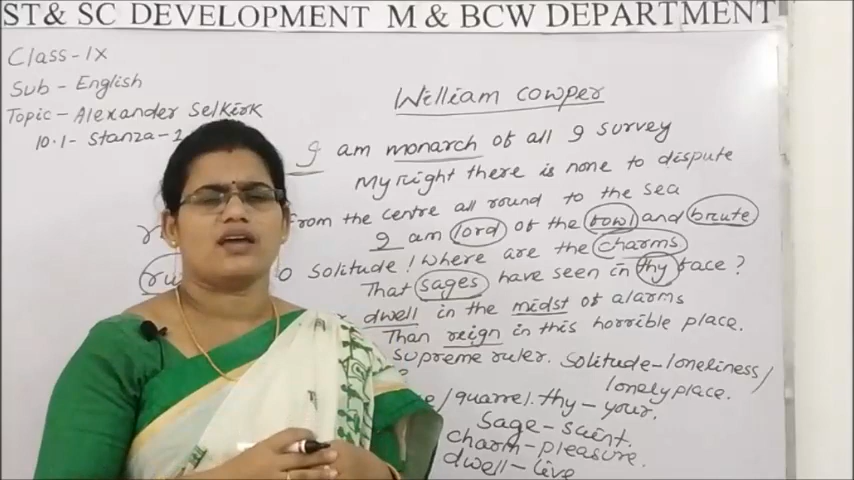 ST& SC DEVELOPMENT M & BCW DEPARTMENT
Class-IX
Sub - English
Topic - Alexander Selkirk
10.1- Stanza-1
William cowper
I am monarch of all I survey
My right there is none to dispute
From the centre all round to the sea
I am lord of the fowl and brute
O solitude! Where are the charms
That sages have seen in thy face?
dwell in the midst of alarms
Than reign in this horrible place.
Supreme ruler. Solitude-loneliness/
lonely place.
/quarrel. thy - your.
Sage-saint.
charm-pleasure.
dwell-live